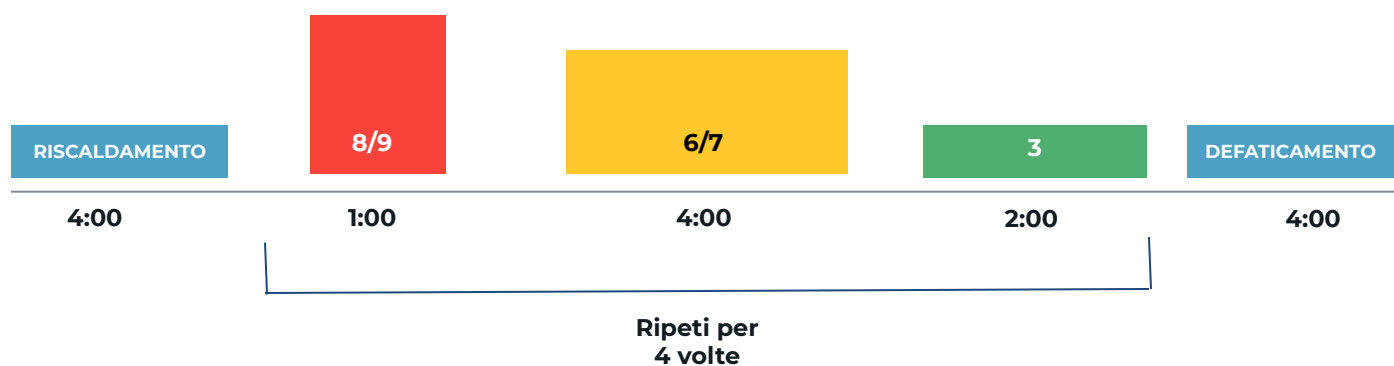 RISCALDAMENTO
8/9
6/7
3
DEFATICAMENTO
4:00
1:00
4:00
2:00
4:00
Ripeti per
4 volte